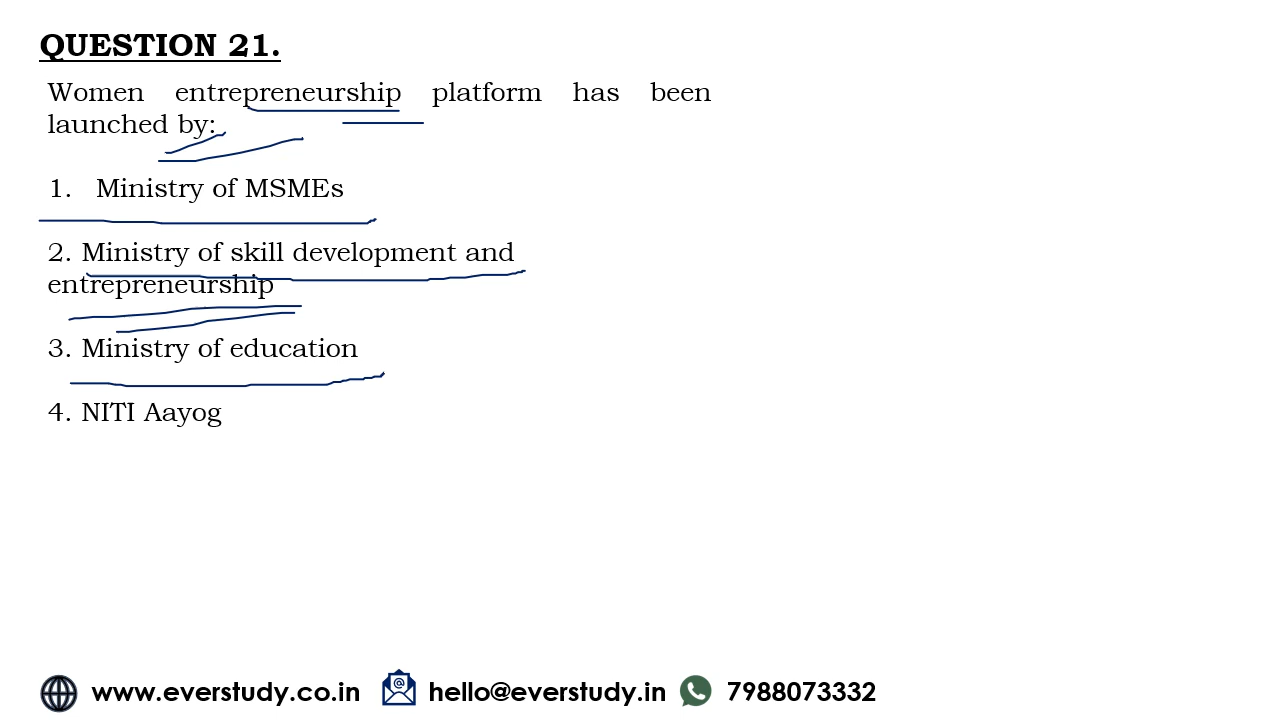 QUESTION 21.
Women entrepreneurship platform has been
launched by:
1. Ministry of MSMEs
2. Ministry of skill development and
entrepreneurship
3. Ministry of education
4. NITI Aayog
www.everstudy.co.in hello@everstudy.in 7988073332